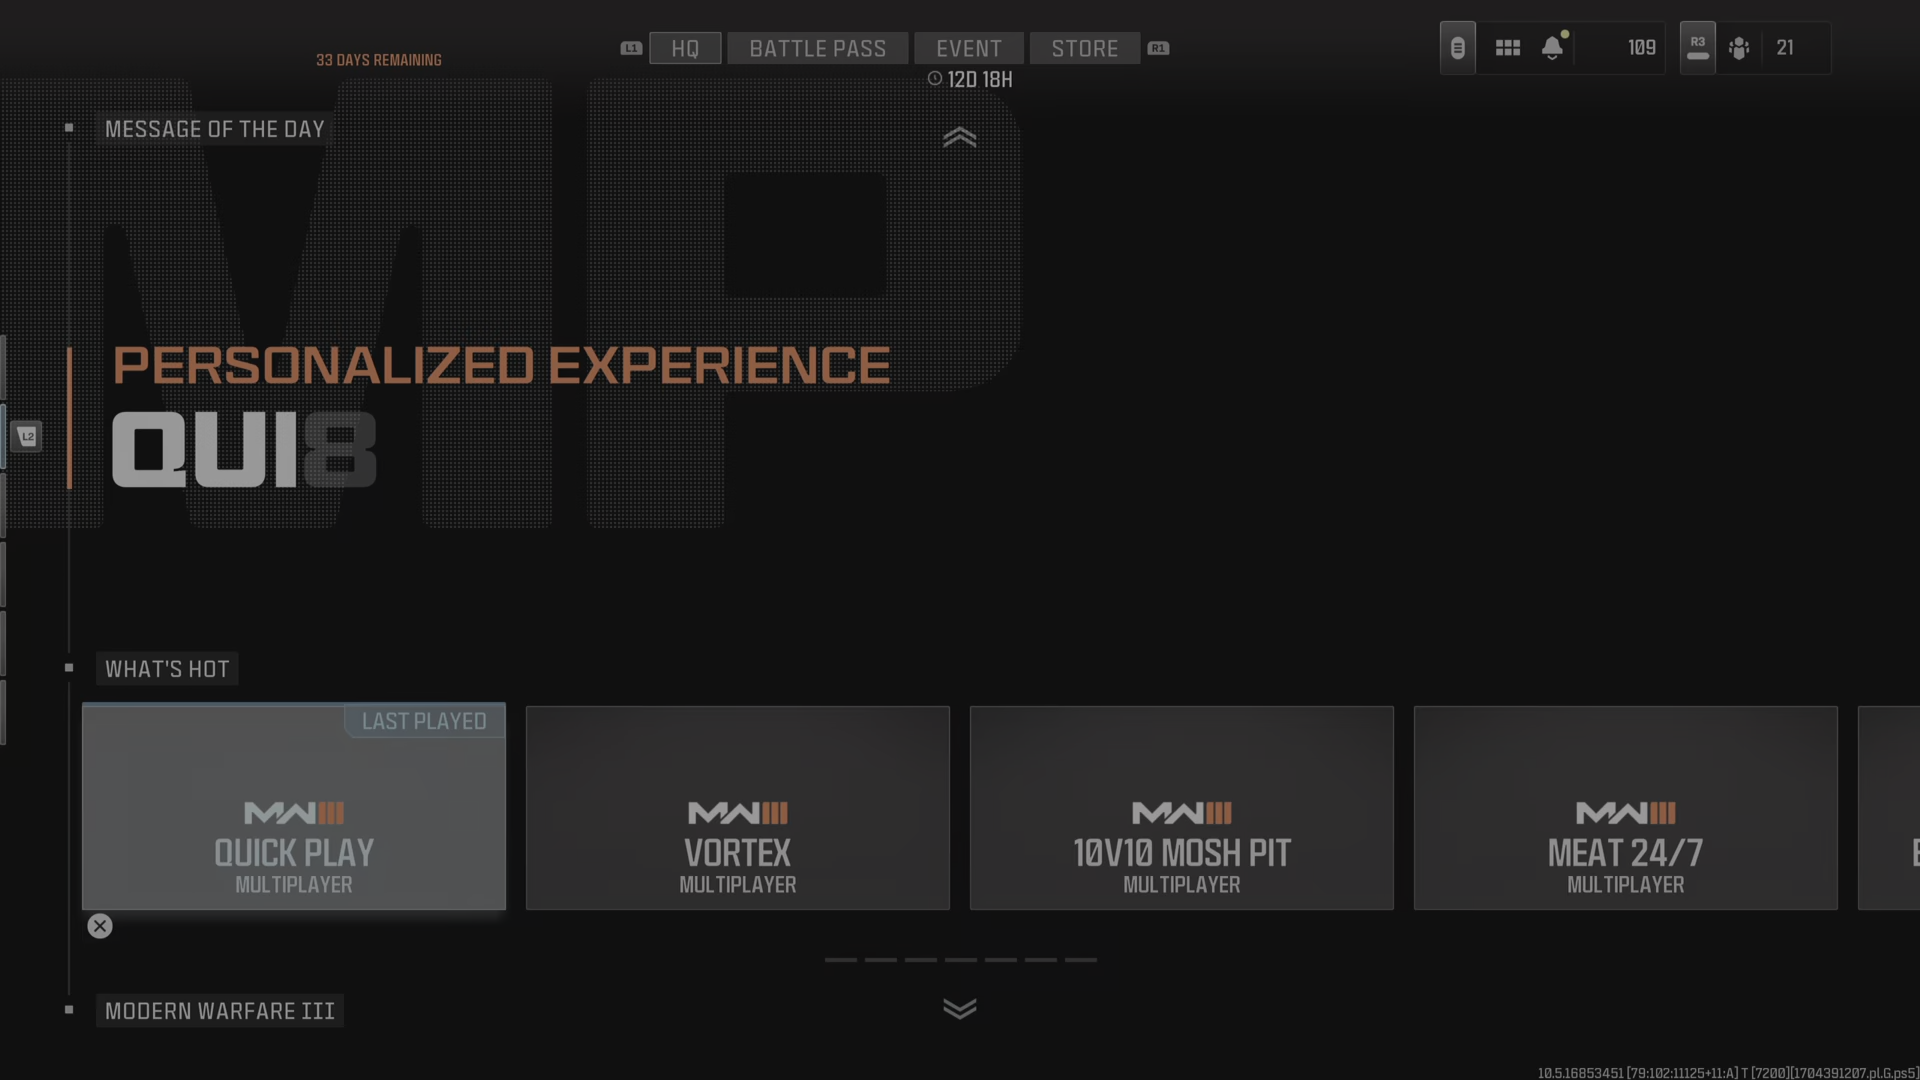 33 DAYS REMAINING
L1
HQ
BATTLE PASS
EVENT
STORE
R1
109
R3
21
12D 18H
MESSAGE OF THE DAY
MP
PERSONALIZED EXPERIENCE
QUI8
L2
WHAT'S HOT
LAST PLAYED
MWIII
QUICK PLAY
MULTIPLAYER
MWIII
VORTEX
MULTIPLAYER
MWIII
10V10 MOSH PIT
MULTIPLAYER
MWIII
MEAT 24/7
MULTIPLAYER
MODERN WARFARE III
10.5.16853451 [79:102:11125+11:A] T [7200][1704391207.pl.G.ps5]